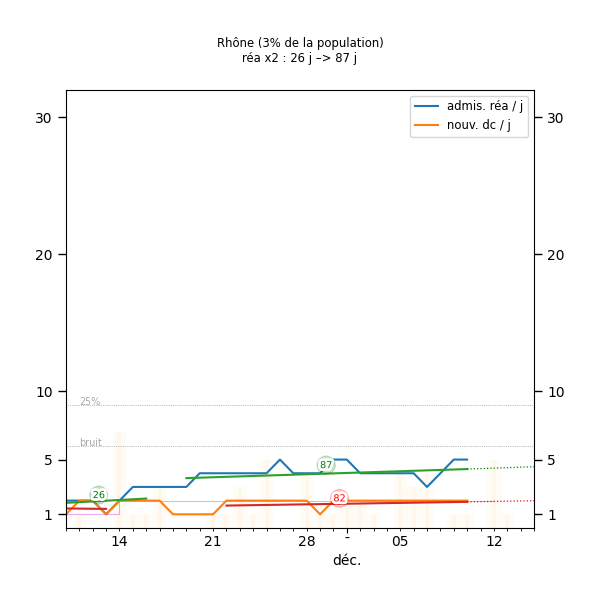 Rhône (3% de la population)
réa x2 : 26 j –> 87 j
admis. réa / j
nouv. dc / j
30 30
20 20
10 10
25%
bruit
5 5
87
26
82
1 1
14 21 28 - 05 12
déc.